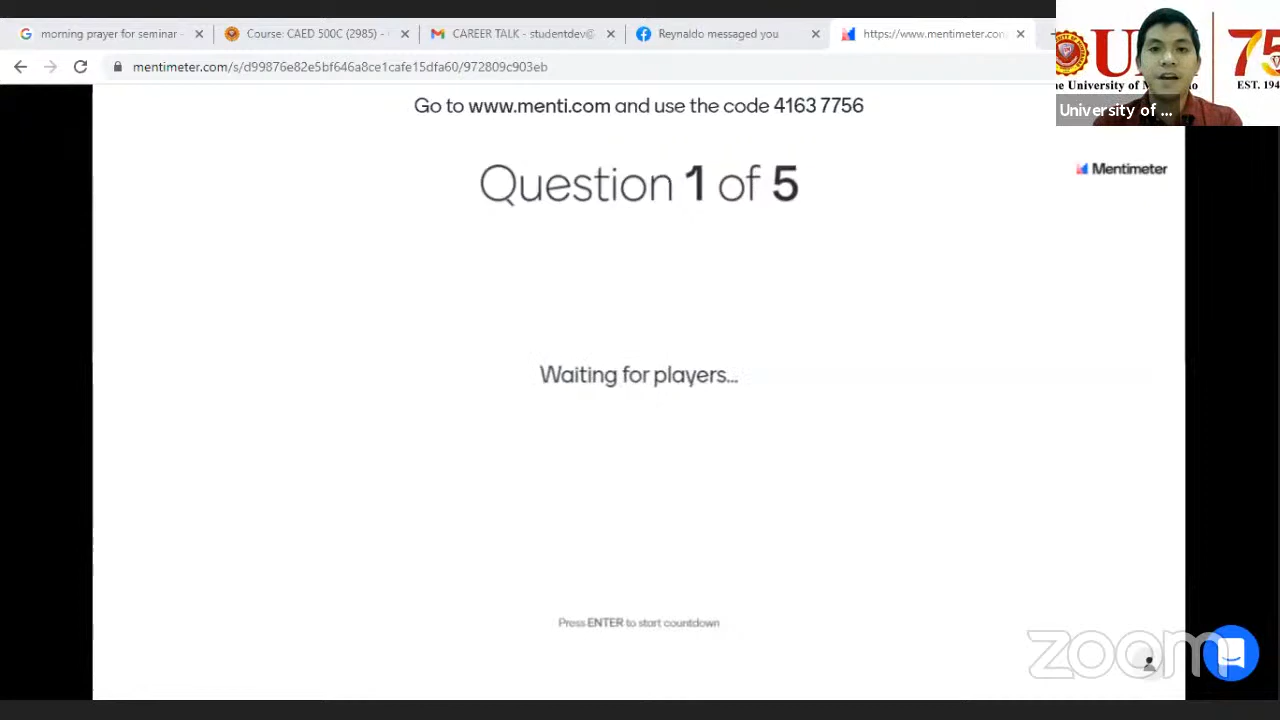 morning prayer for seminar -
Course: CAED 500C (2985) -
CAREER TALK - studentdev@
Reynaldo messaged you
https://www.mentimeter.con
mentimeter.com/s/d99876e82e5bf646a8ce1cafe15dfa60/972809c903eb
Go to www.menti.com and use the code 4163 7756
Question 1 of 5
Mentimeter
Waiting for players...
Press ENTER to start countdown
75
EST. 194
University of ...
zoom